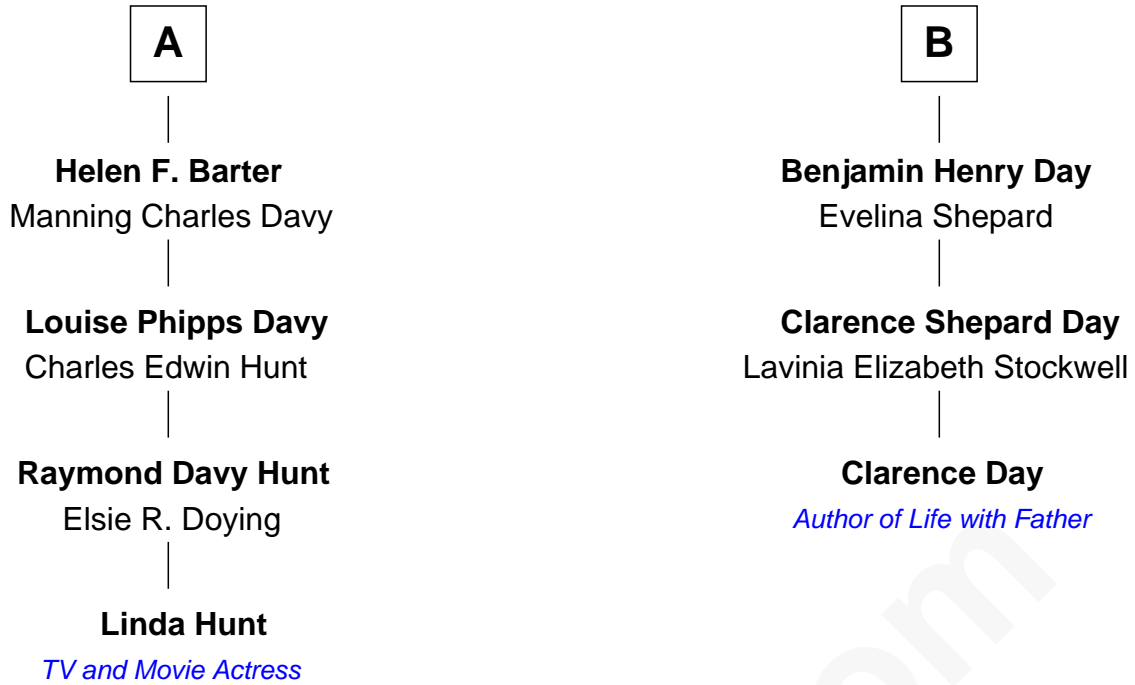 A
Helen F. Barter
Manning Charles Davy
Louise Phipps Davy
Charles Edwin Hunt
Raymond Davy Hunt
Elsie R. Doying
Linda Hunt
TV and Movie Actress
B
Benjamin Henry Day
Evelina Shepard
Clarence Shepard Day
Lavinia Elizabeth Stockwell
Clarence Day
Author of Life with Father
om